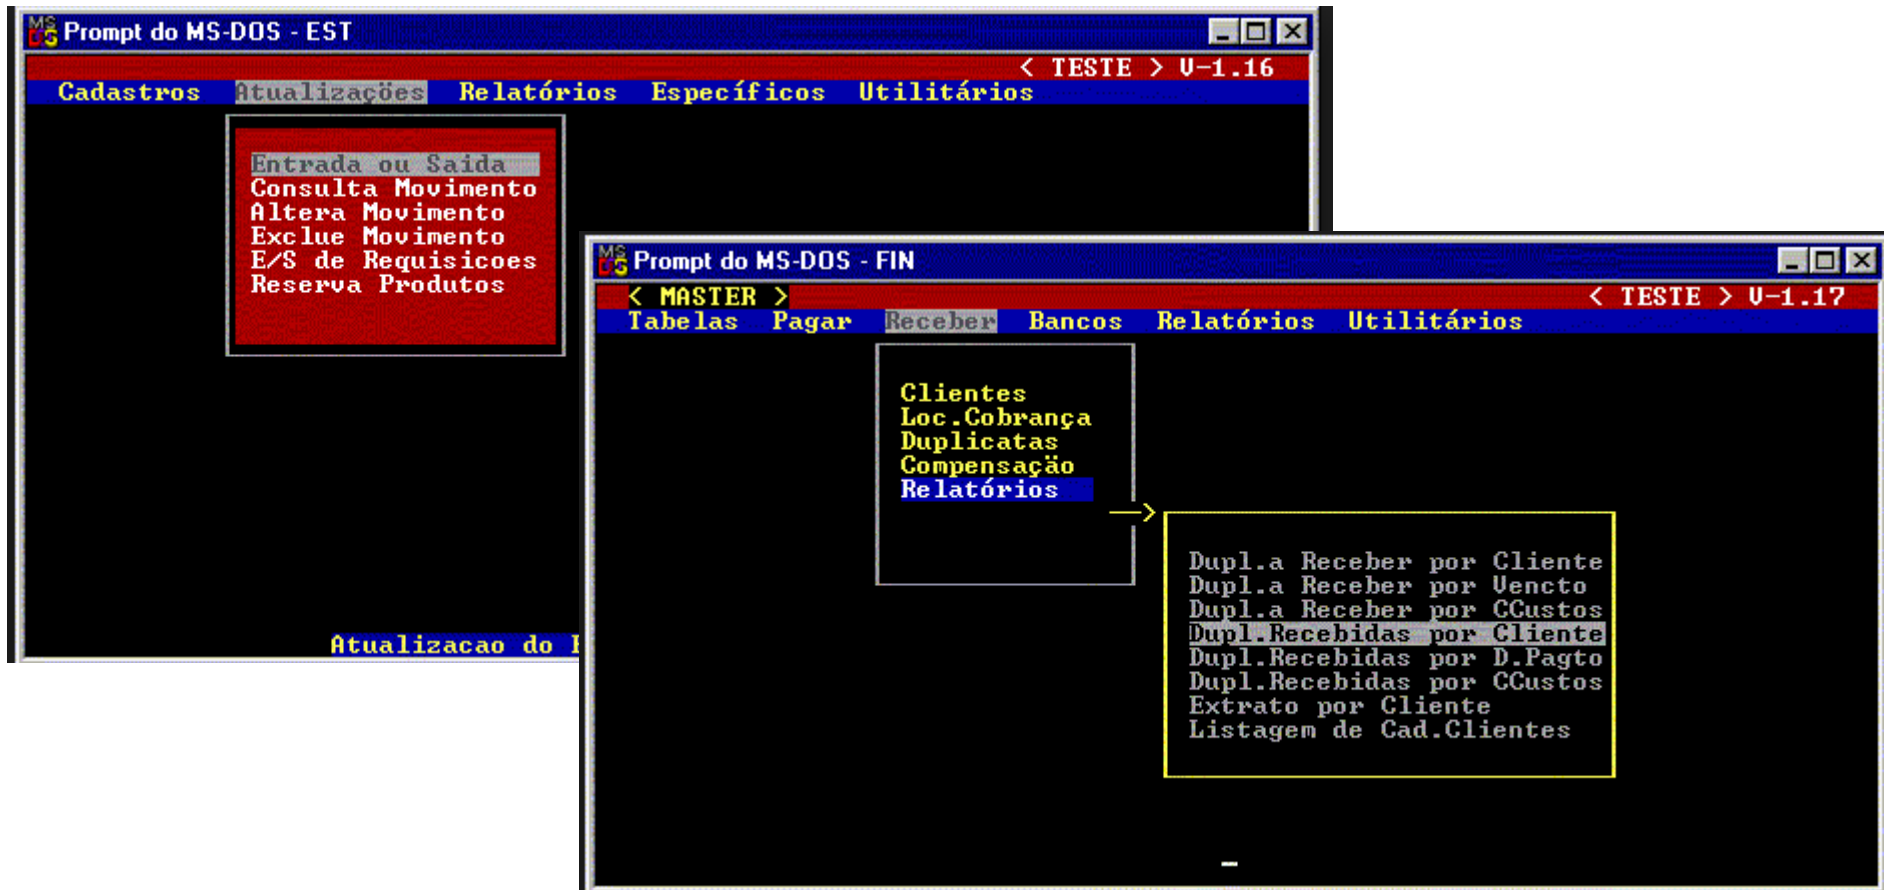 Prompt do MS-DOS - EST
< TESTE > V-1.16
Cadastros Atualizaçöes Relatórios Específicos Utilitários
Entrada ou Saida
Consulta Movimento
Altera Movimento
Exclue Movimento
E/S de Requisicoes
Reserva Produtos
Atualizacao do
Prompt do MS-DOS - FIN
< MASTER > < TESTE > V-1.17
Tabelas Pagar Receber Bancos Relatórios Utilitários
Clientes
Loc.Cobrança
Duplicatas
Compensaçäo
Relatórios
Dupl.a Receber por Cliente
Dupl.a Receber por Vencto
Dupl.a Receber por CCustos
Dupl.Recebidas por Cliente
Dupl.Recebidas por D.Pagto
Dupl.Recebidas por CCustos
Extrato por Cliente
Listagem de Cad.Clientes